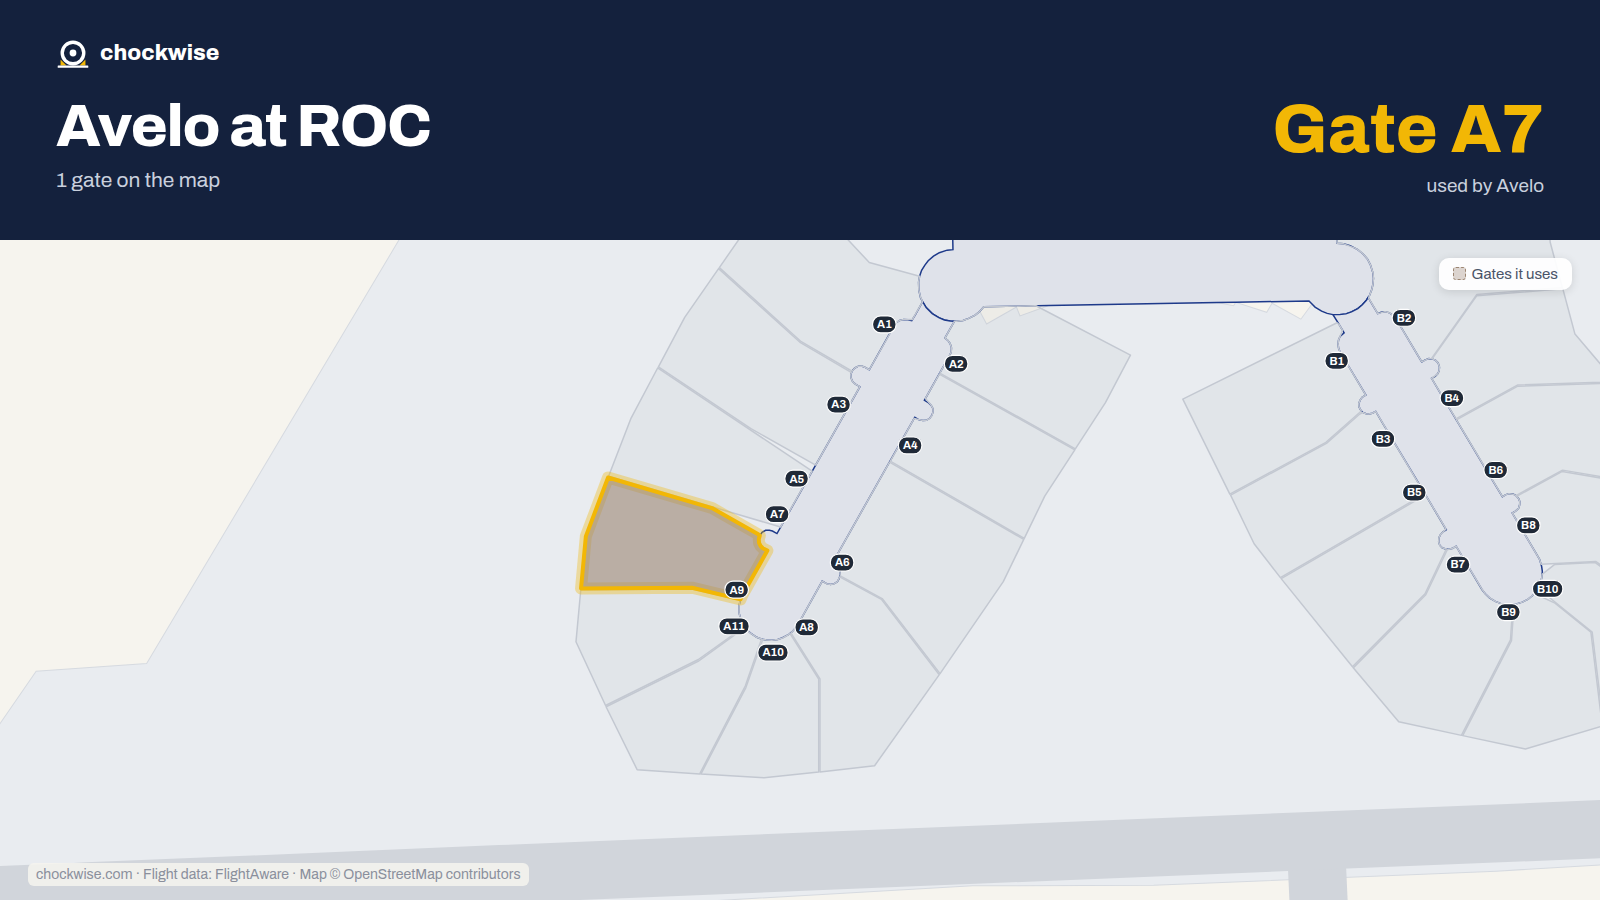 chockwise
Avelo at ROC
1 gate on the map
Gate A7
used by Avelo
Gates it uses
A1
A2
A3
A4
A5
A7
A6
A9
A11
A8
A10
B2
B1
B4
B3
B6
B5
B8
B7
B10
B9
chockwise.com · Flight data: FlightAware · Map © OpenStreetMap contributors